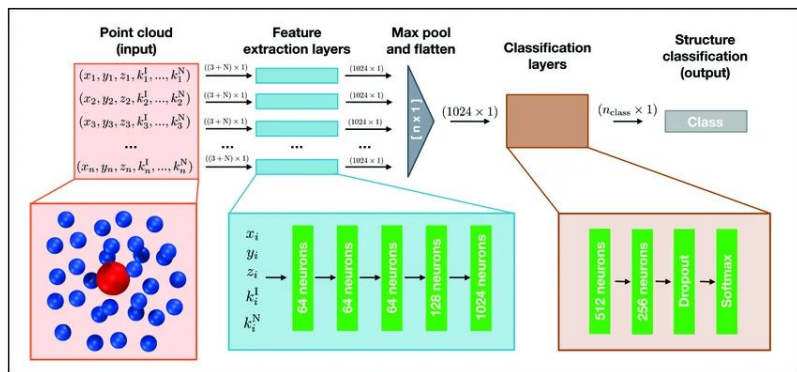 Point cloud
(input)
Feature
extraction layers
Max pool
and flatten
Classification
layers
Structure
classification
(output)
(x₁, y₁, z₁, k₁ᴵ, ..., k₁ᴺ)
((3 + N) × 1)
(1024 × 1)
(x₂, y₂, z₂, k₂ᴵ, ..., k₂ᴺ)
((3 + N) × 1)
(1024 × 1)
(x₃, y₃, z₃, k₃ᴵ, ..., k₃ᴺ)
((3 + N) × 1)
(1024 × 1)
...
...
...
(xₙ, yₙ, zₙ, kₙᴵ, ..., kₙᴺ)
((3 + N) × 1)
(1024 × 1)
[n x 1]
(1024 × 1)
(n_class × 1)
Class
xᵢ
yᵢ
zᵢ
kᵢᴵ
kᵢᴺ
64 neurons
64 neurons
64 neurons
128 neurons
1024 neurons
512 neurons
256 neurons
Dropout
Softmax